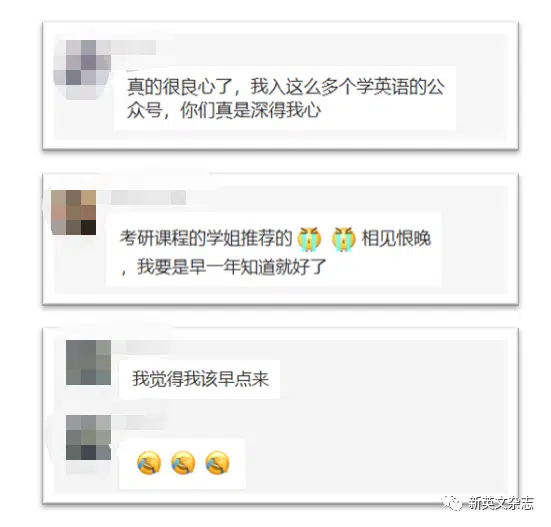 真的很良心了，我入这么多个学英语的公
众号，你们真是深得我心
考研课程的学姐推荐的😭😭相见恨晚
，我要是早一年知道就好了
我觉得我该早点来
🤣🤣🤣
新英文杂志